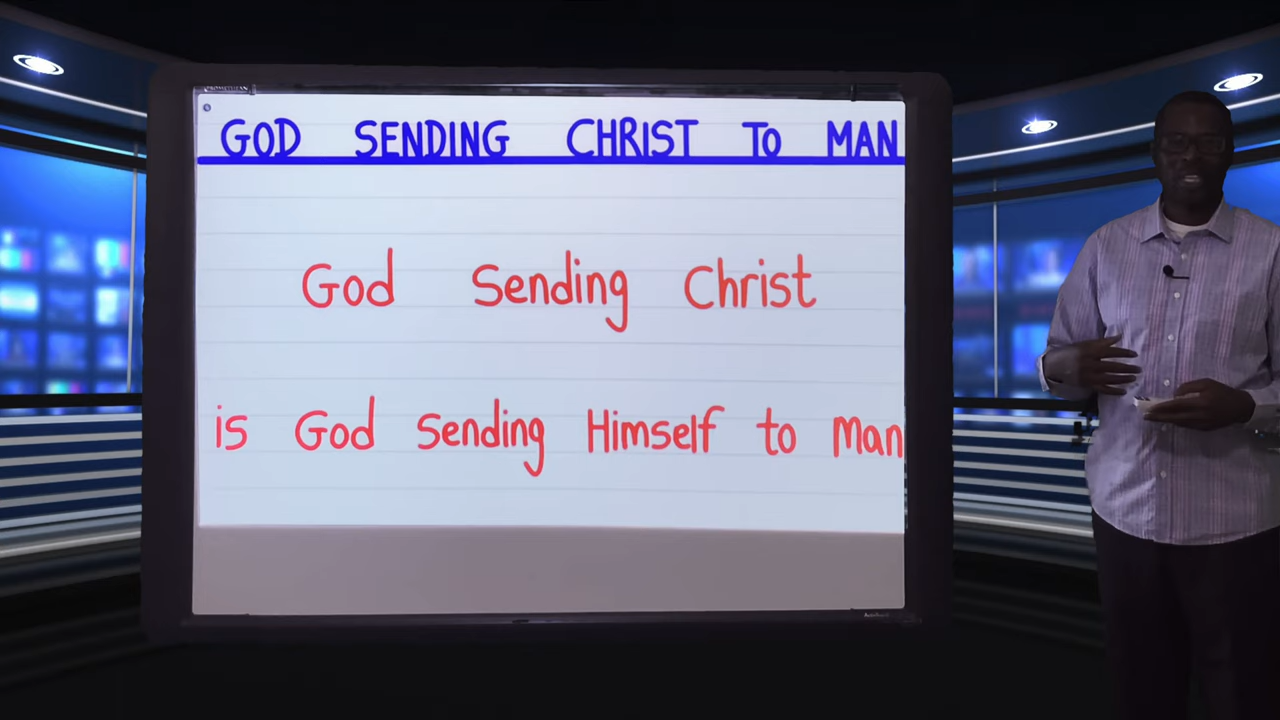 GOD SENDING CHRIST TO MAN
God Sending Christ
is God Sending Himself to Man